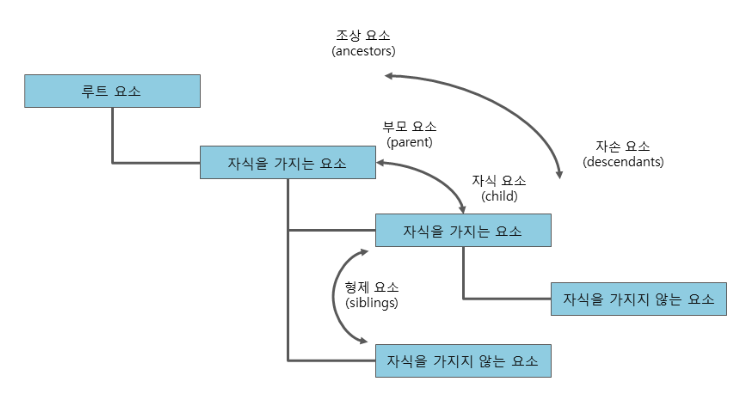 조상 요소
(ancestors)
루트 요소
부모 요소
(parent)
자손 요소
(descendants)
자식을 가지는 요소
자식 요소
(child)
자식을 가지는 요소
형제 요소
(siblings)
자식을 가지지 않는 요소
자식을 가지지 않는 요소